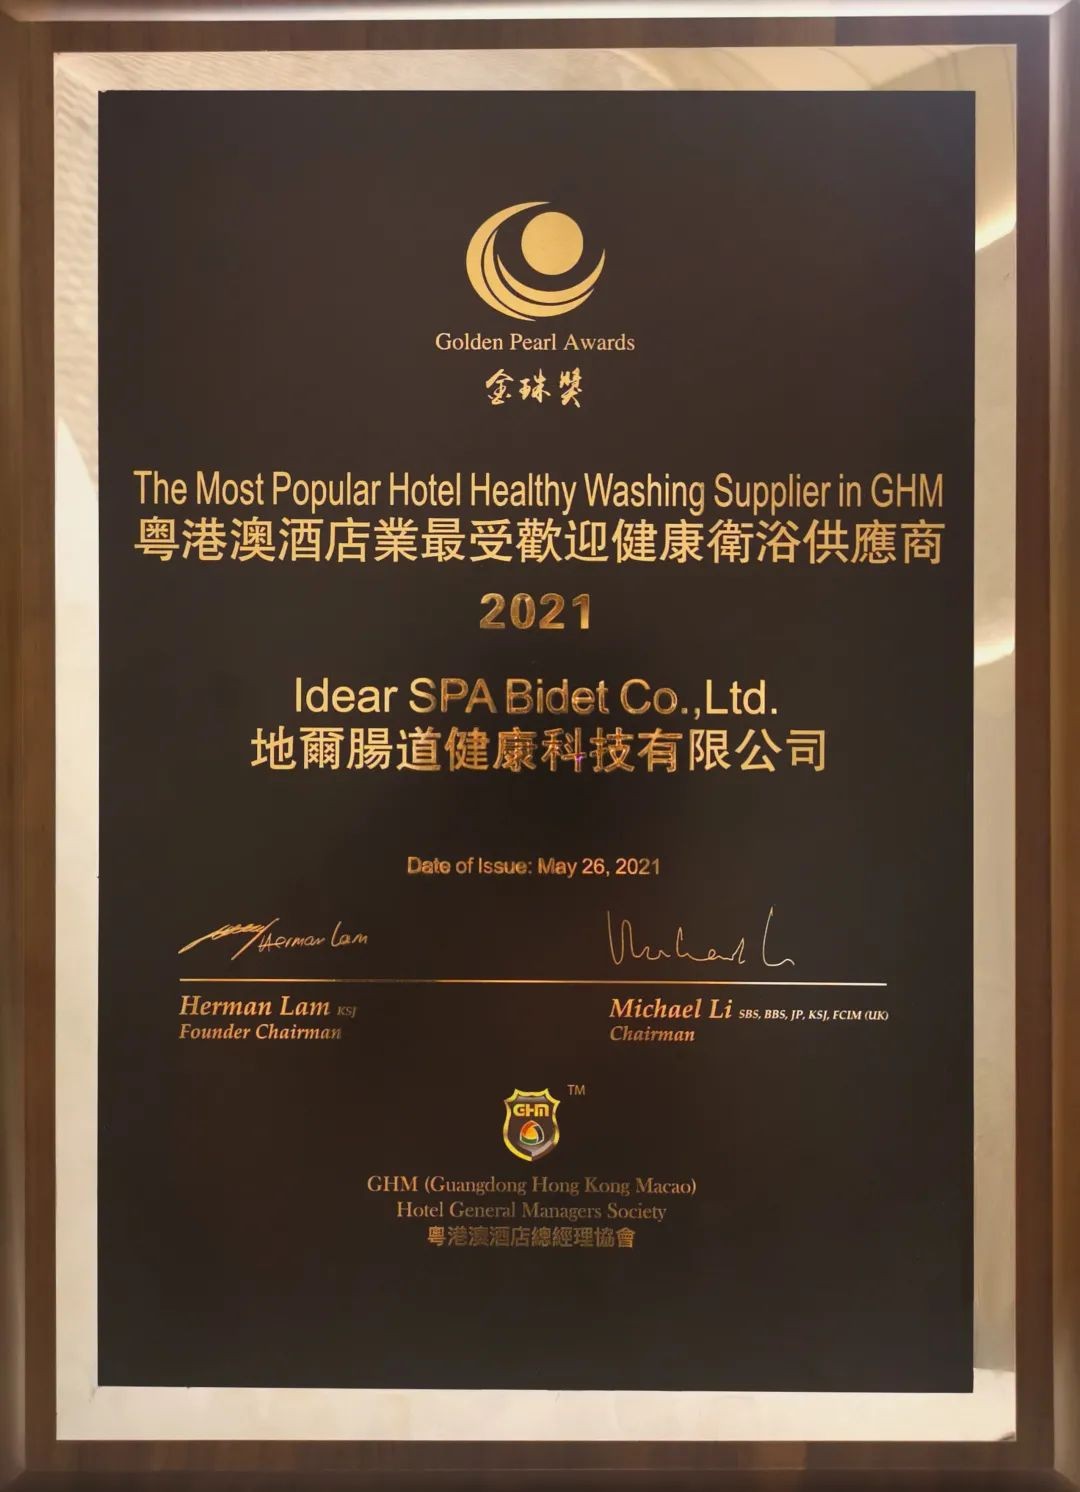 Golden Pearl Awards
金珠獎
The Most Popular Hotel Healthy Washing Supplier in GHM
粵港澳酒店業最受歡迎健康衛浴供應商
2021
Idear SPA Bidet Co.,Ltd.
地爾腸道健康科技有限公司
Date of Issue: May 26, 2021
Herman Lam
Michael Li
Herman Lam KSJ
Founder Chairman
Michael Li SBS, BBS, JP, KSJ, FCIM (UK)
Chairman
GHM TM
GHM (Guangdong Hong Kong Macao)
Hotel General Managers Society
粵港澳酒店總經理協會